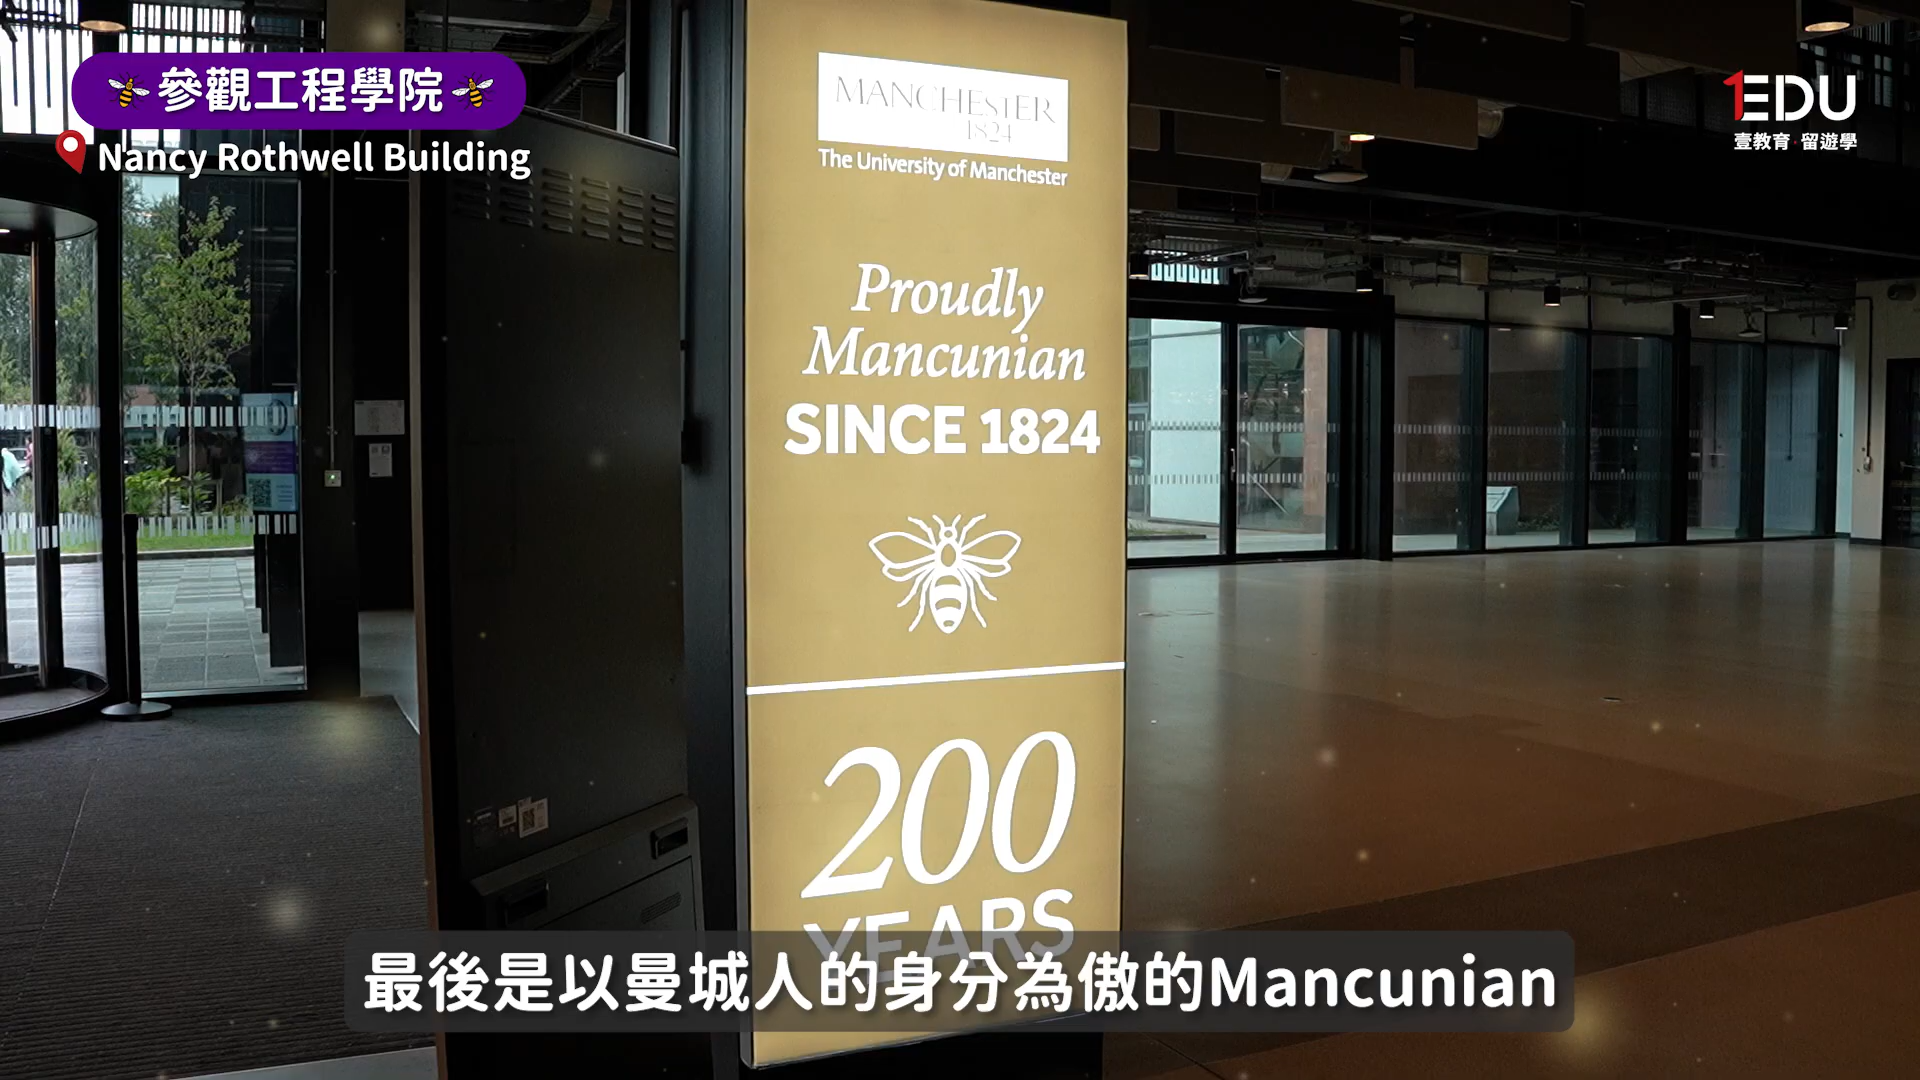 參觀工程學院
Nancy Rothwell Building
1EDU
壹教育·留遊學
MANCHESTER
1824
The University of Manchester
Proudly
Mancunian
SINCE 1824
200
YEARS
最後是以曼城人的身分為傲的Mancunian